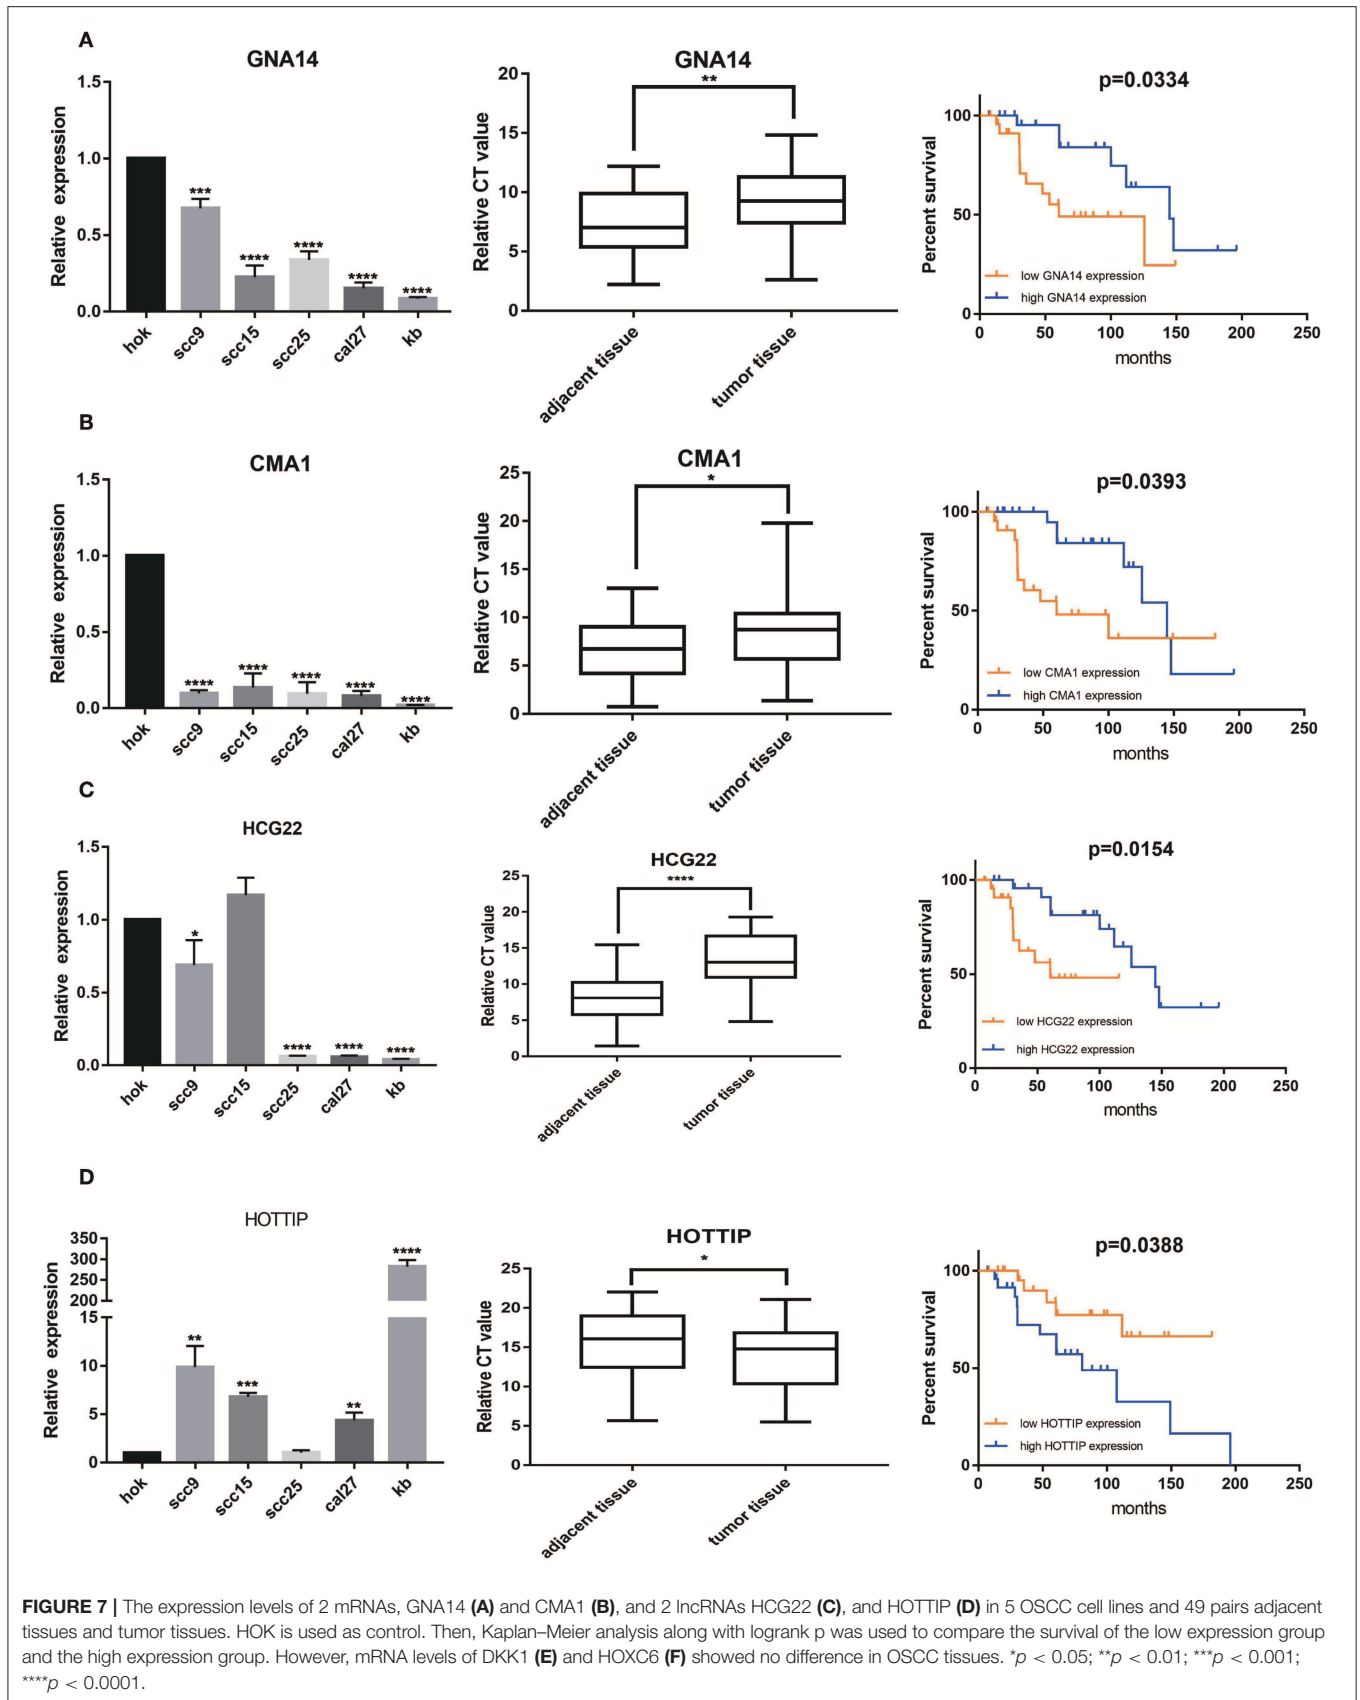 A
GNA14
Relative expression
1.5
1.0
0.5
0.0
***
****
****
****
****
hok
scc9
scc15
scc25
cal27
kb
GNA14
Relative CT value
20
15
10
5
0
**
adjacent tissue
tumor tissue
p=0.0334
Percent survival
100
50
0
low GNA14 expression
high GNA14 expression
0 50 100 150 200 250
months
B
CMA1
Relative expression
1.5
1.0
0.5
0.0
****
****
****
****
****
hok
scc9
scc15
scc25
cal27
kb
CMA1
Relative CT value
25
20
15
10
5
0
*
adjacent tissue
tumor tissue
p=0.0393
Percent survival
100
50
0
low CMA1 expression
high CMA1 expression
0 50 100 150 200 250
months
C
HCG22
Relative expression
1.5
1.0
0.5
0.0
*
****
****
****
hok
scc9
scc15
scc25
cal27
kb
HCG22
Relative CT value
25
20
15
10
5
0
****
adjacent tissue
tumor tissue
p=0.0154
Percent survival
100
50
0
low HCG22 expression
high HCG22 expression
0 50 100 150 200 250
months
D
HOTTIP
Relative expression
350
300
250
200
15
10
5
0
**
***
**
****
hok
scc9
scc15
scc25
cal27
kb
HOTTIP
Relative CT value
25
20
15
10
5
0
*
adjacent tissue
tumor tissue
p=0.0388
Percent survival
100
50
0
low HOTTIP expression
high HOTTIP expression
0 50 100 150 200 250
months
FIGURE 7 | The expression levels of 2 mRNAs, GNA14 (A) and CMA1 (B), and 2 lncRNAs HCG22 (C), and HOTTIP (D) in 5 OSCC cell lines and 49 pairs adjacent
tissues and tumor tissues. HOK is used as control. Then, Kaplan–Meier analysis along with logrank p was used to compare the survival of the low expression group
and the high expression group. However, mRNA levels of DKK1 (E) and HOXC6 (F) showed no difference in OSCC tissues. *p < 0.05; **p < 0.01; ***p < 0.001;
****p < 0.0001.